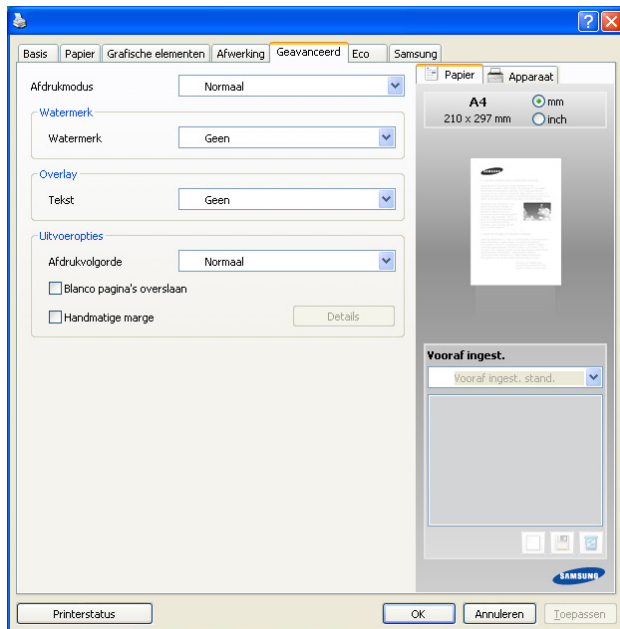 Basis Papier Grafische elementen Afwerking Geavanceerd Eco Samsung
Afdrukmodus Normaal
Watermerk
Watermerk Geen
Overlay
Tekst Geen
Uitvoeropties
Afdrukvolgorde Normaal
Blanco pagina's overslaan
Handmatige marge Details
Papier Apparaat
A4
210 x 297 mm
mm
inch
Vooraf ingest.
Vooraf ingest. stand.
SAMSUNG
Printerstatus OK Annuleren Toepassen